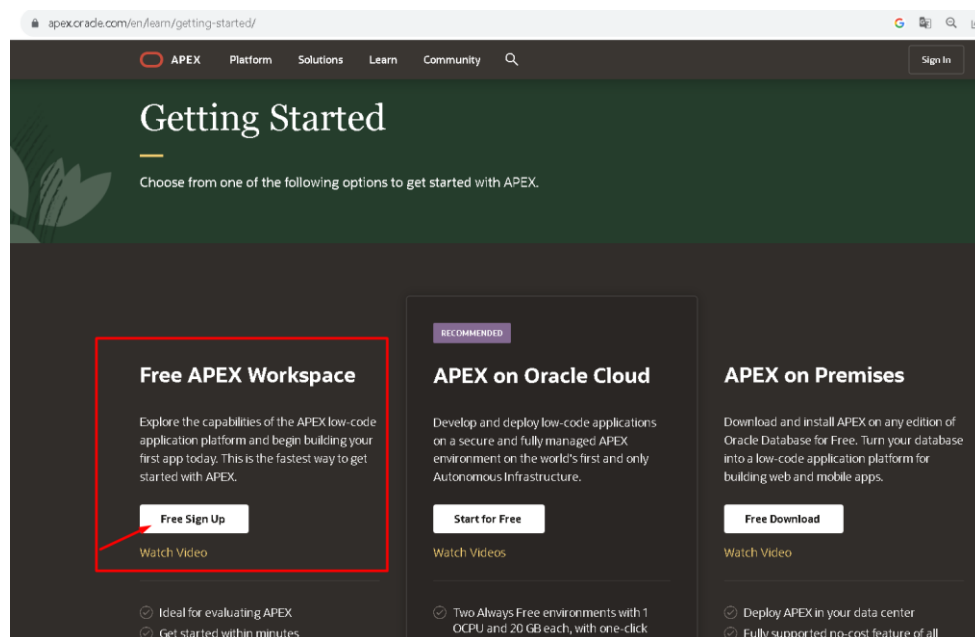 apex.oracle.com/en/learn/getting-started/
APEX Platform Solutions Learn Community
Sign In
Getting Started
Choose from one of the following options to get started with APEX.
Free APEX Workspace
Explore the capabilities of the APEX low-code
application platform and begin building your
first app today. This is the fastest way to get
started with APEX.
Free Sign Up
Watch Video
Ideal for evaluating APEX
Get started within minutes
RECOMMENDED
APEX on Oracle Cloud
Develop and deploy low-code applications
on a secure and fully managed APEX
environment on the world's first and only
Autonomous Infrastructure.
Start for Free
Watch Videos
Two Always Free environments with 1
OCPU and 20 GB each, with one-click
APEX on Premises
Download and install APEX on any edition of
Oracle Database for Free. Turn your database
into a low-code application platform for
building web and mobile apps.
Free Download
Watch Video
Deploy APEX in your data center
Fully supported no-cost feature of all